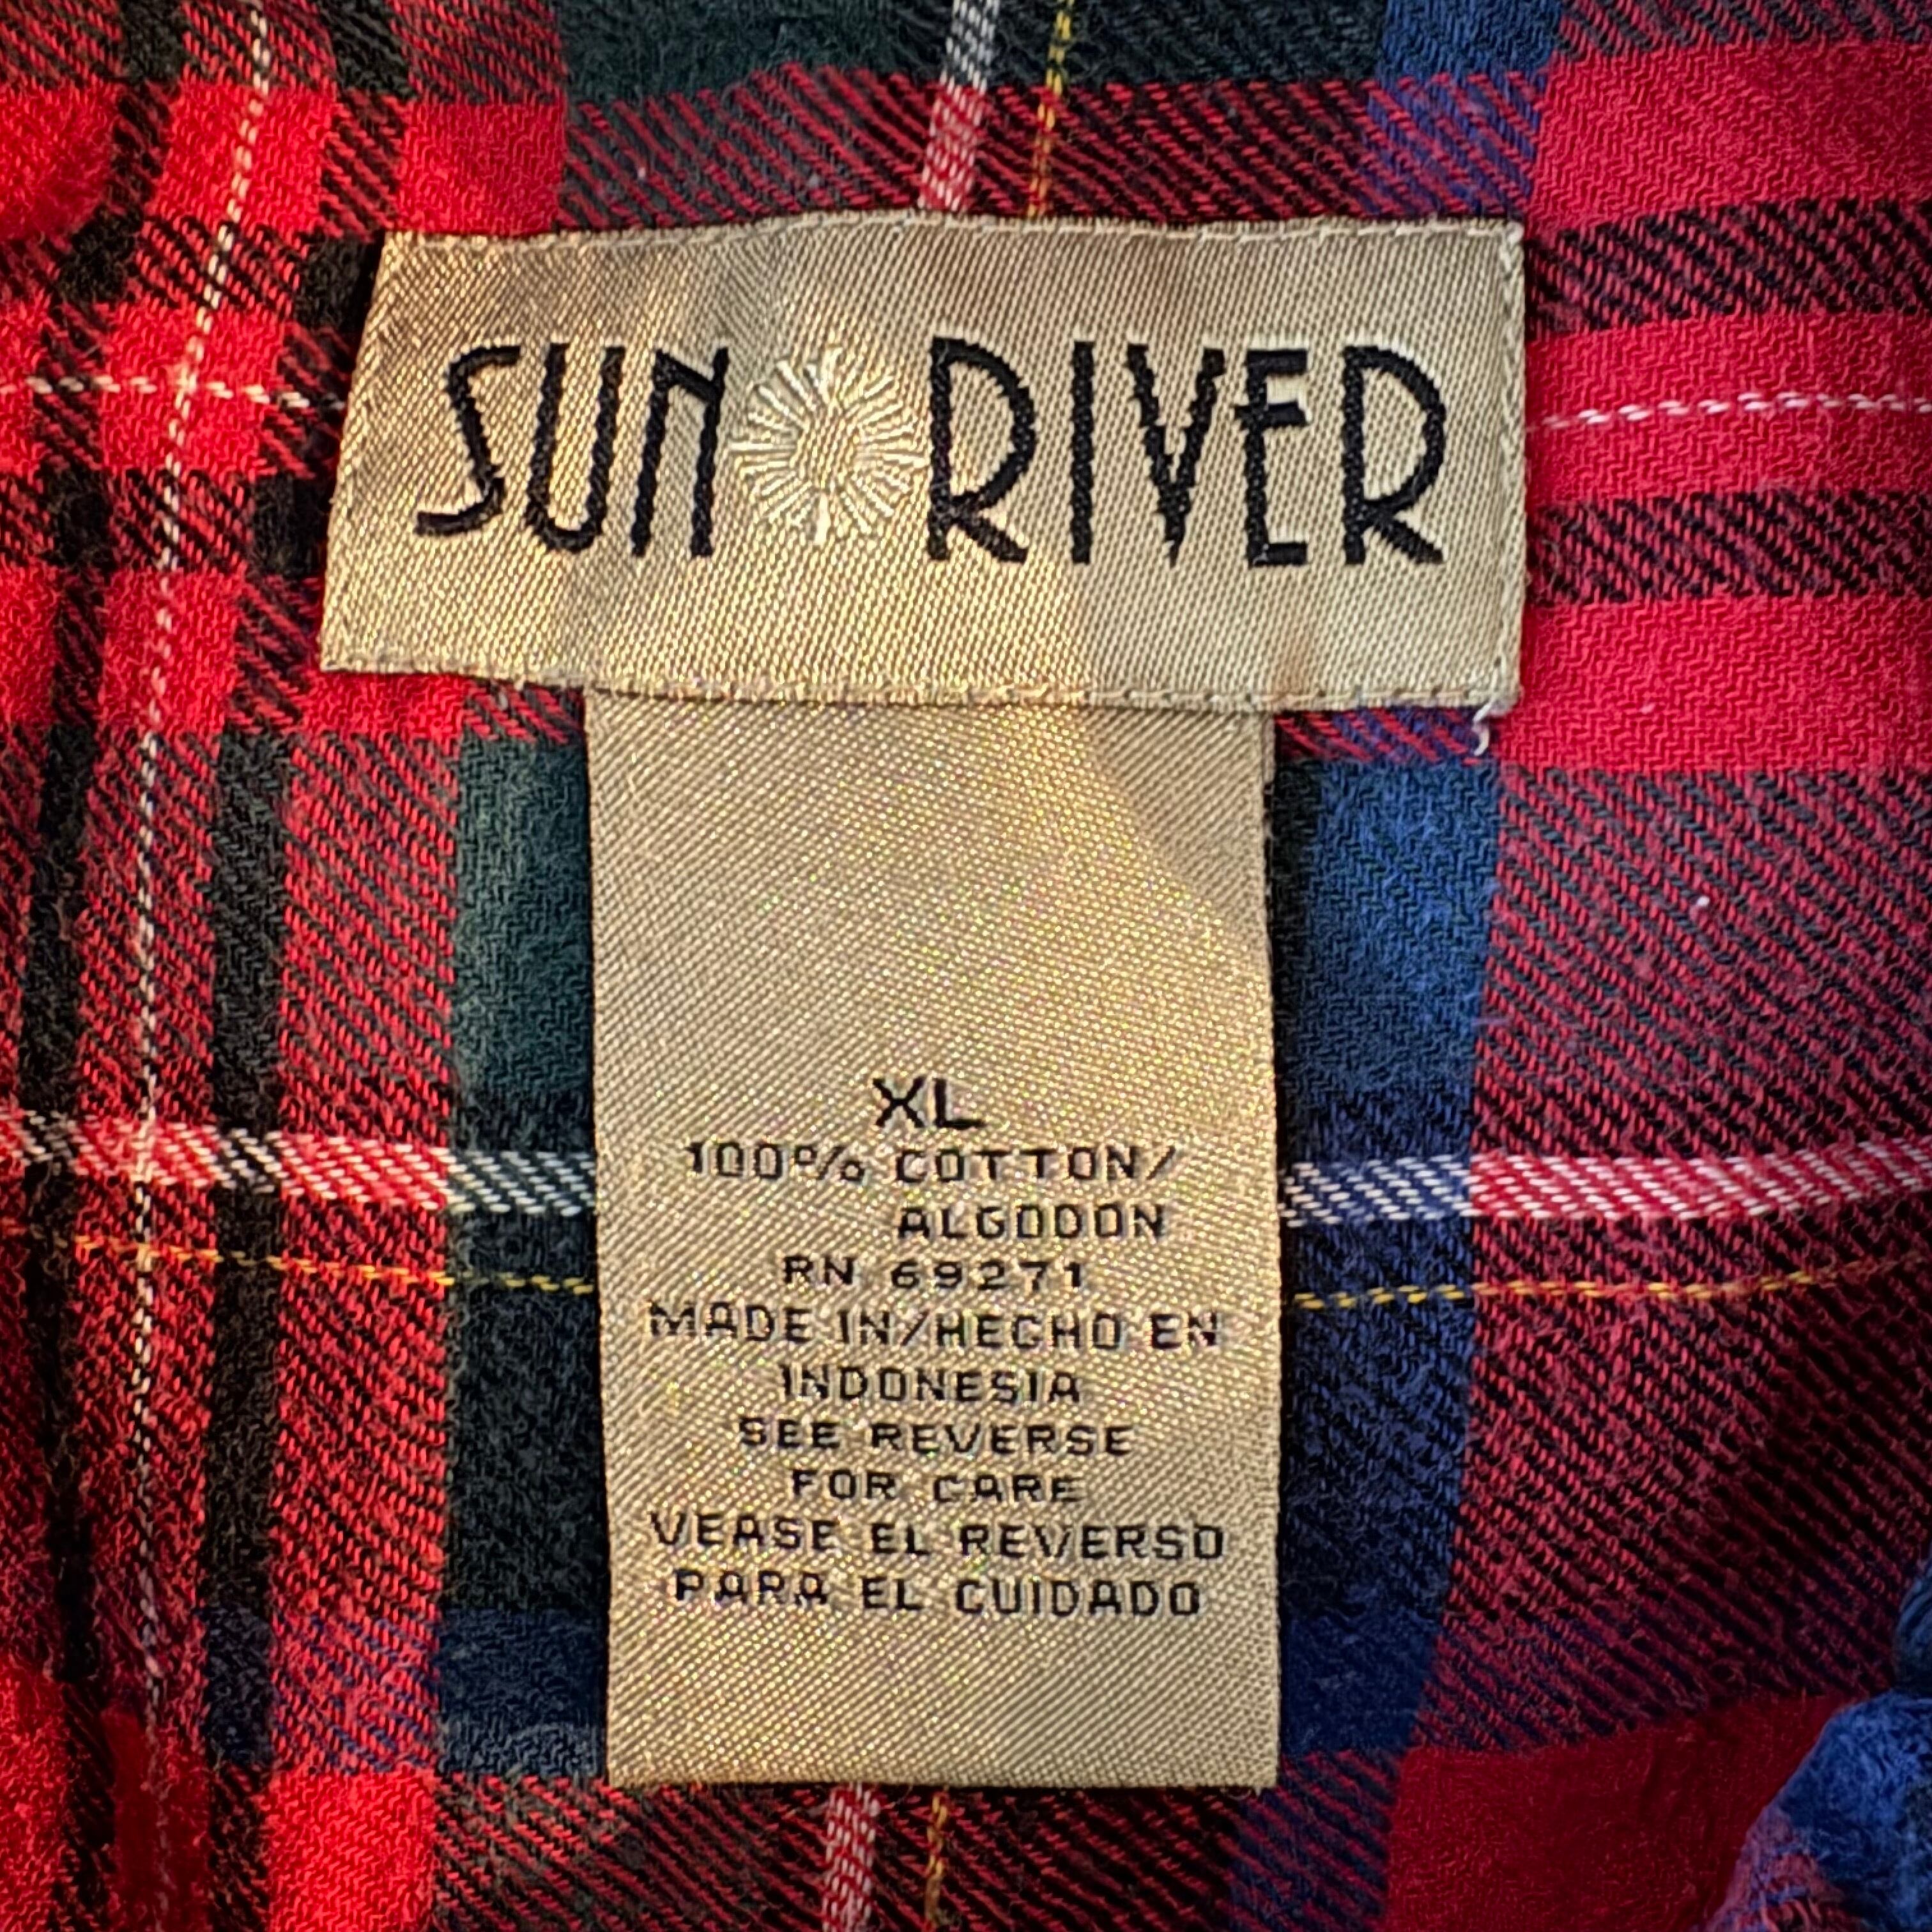 SUN RIVER
XL
100% COTTON/
ALGODON
RN 69271
MADE IN/HECHO EN
INDONESIA
SEE REVERSE
FOR CARE
VEASE EL REVERSO
PARA EL CUIDADO